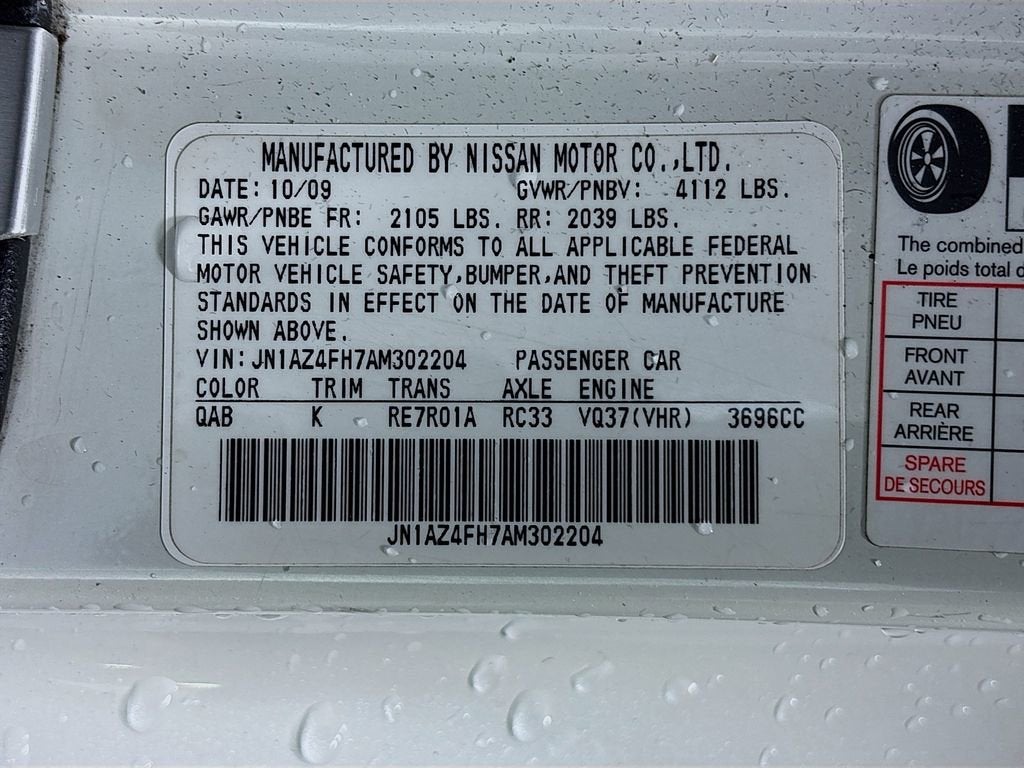 MANUFACTURED BY NISSAN MOTOR CO.,LTD.
DATE: 10/09 GVWR/PNBV: 4112 LBS.
GAWR/PNBE FR: 2105 LBS. RR: 2039 LBS.
THIS VEHICLE CONFORMS TO ALL APPLICABLE FEDERAL
MOTOR VEHICLE SAFETY,BUMPER,AND THEFT PREVENTION
STANDARDS IN EFFECT ON THE DATE OF MANUFACTURE
SHOWN ABOVE.
VIN: JN1AZ4FH7AM302204 PASSENGER CAR
COLOR TRIM TRANS AXLE ENGINE
QAB K RE7R01A RC33 VQ37(VHR) 3696CC
JN1AZ4FH7AM302204
The combined
Le poids total d
TIRE
PNEU
FRONT
AVANT
REAR
ARRIÈRE
SPARE
DE SECOURS